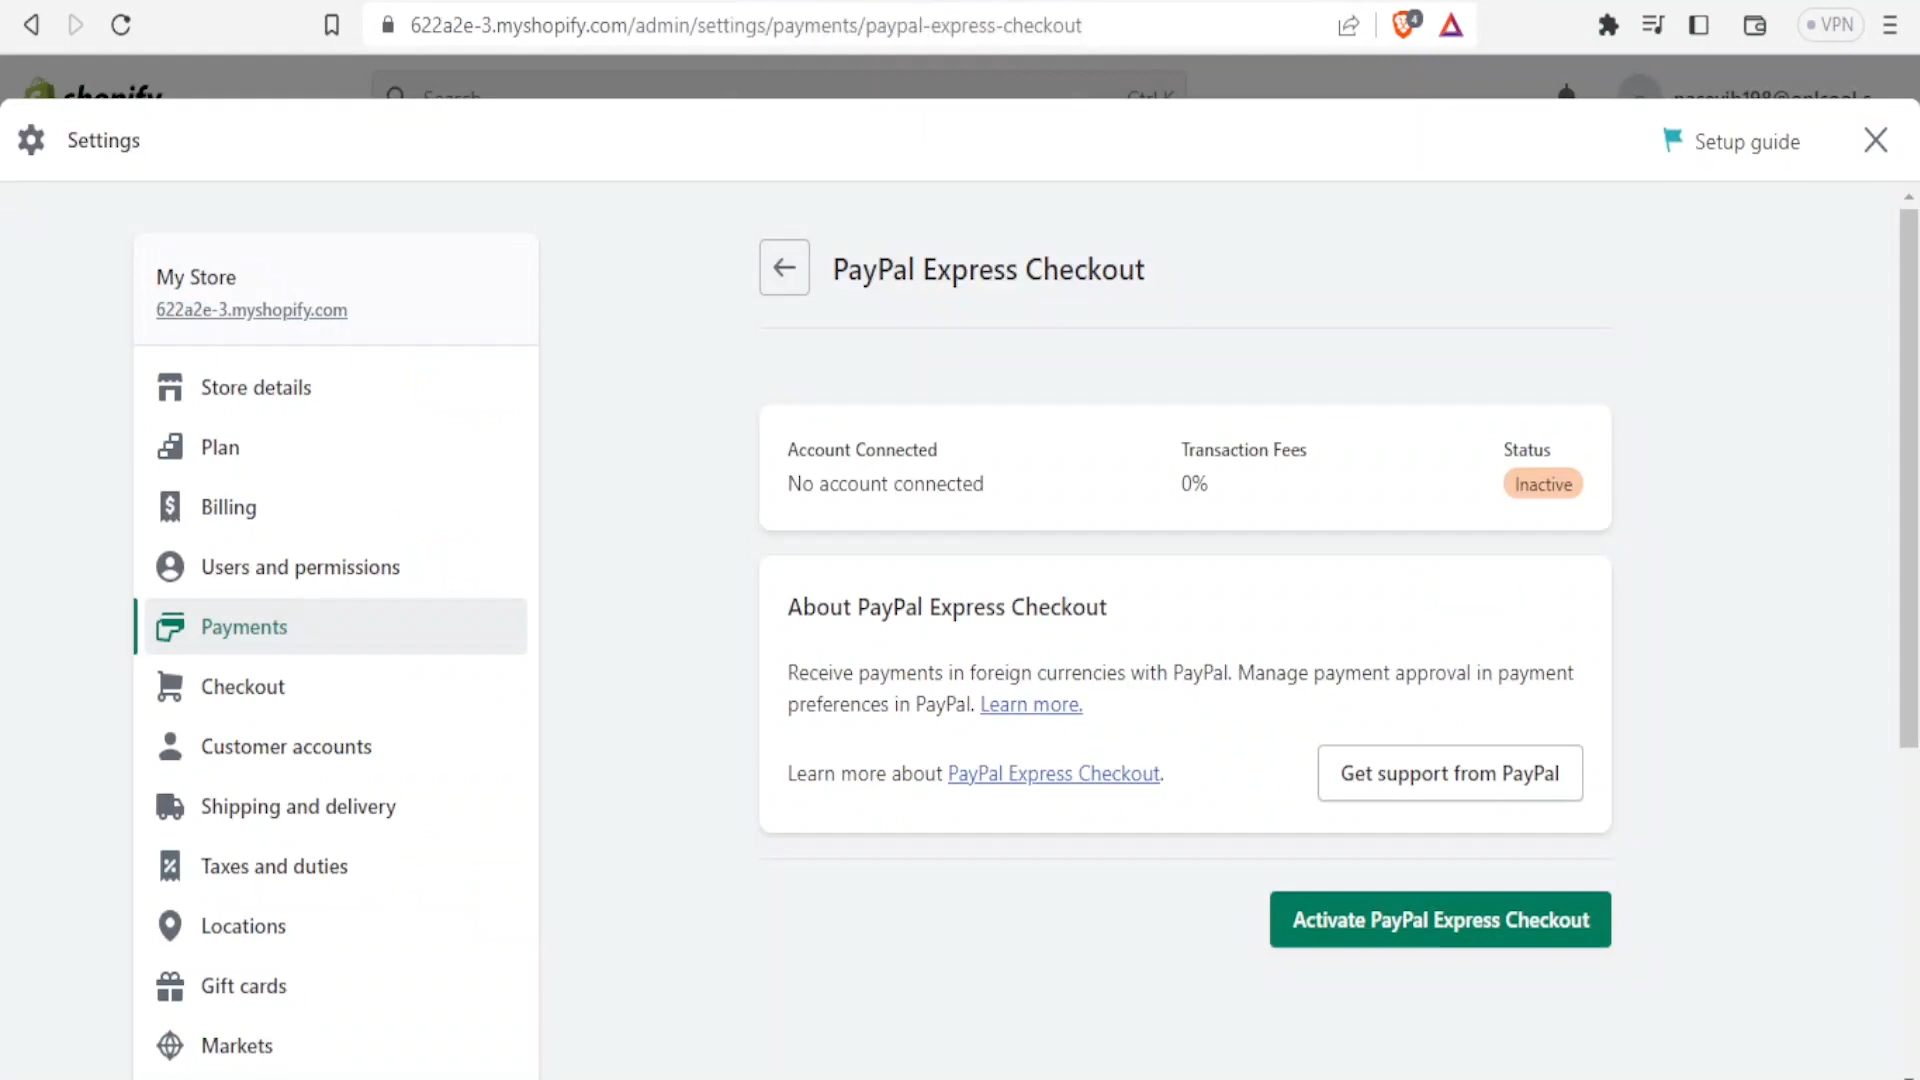 622a2e-3.myshopify.com/admin/settings/payments/paypal-express-checkout
4
VPN
shopify
Search
Ctrl K
Settings
Setup guide
My Store
622a2e-3.myshopify.com
Store details
Plan
Billing
Users and permissions
Payments
Checkout
Customer accounts
Shipping and delivery
Taxes and duties
Locations
Gift cards
Markets
PayPal Express Checkout
Account Connected
No account connected
Transaction Fees
0%
Status
Inactive
About PayPal Express Checkout
Receive payments in foreign currencies with PayPal. Manage payment approval in payment
preferences in PayPal. Learn more.
Learn more about PayPal Express Checkout.
Get support from PayPal
Activate PayPal Express Checkout